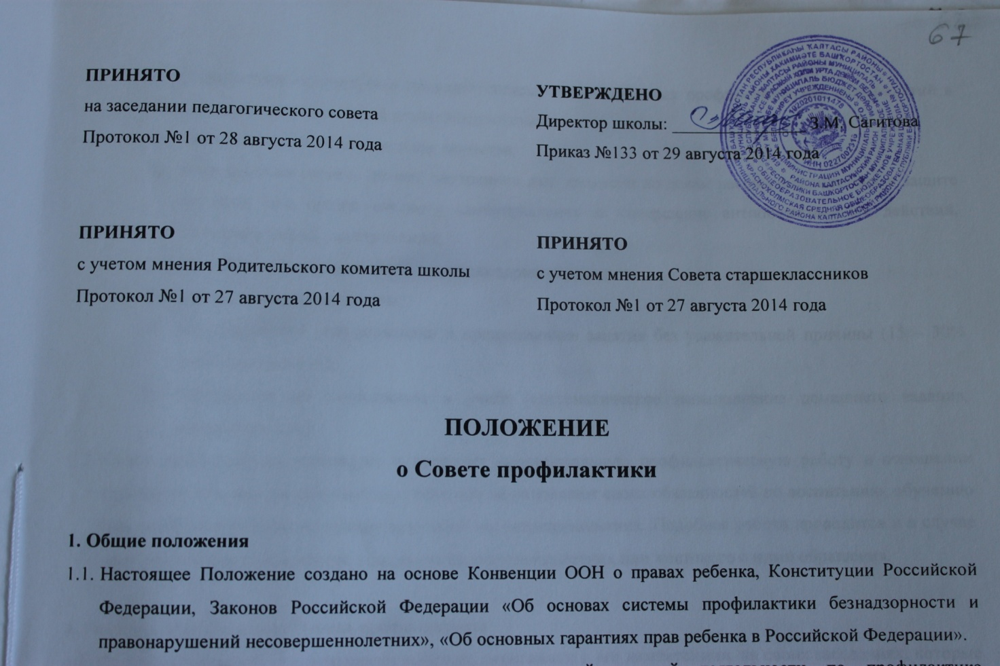 67
ПРИНЯТО
на заседании педагогического совета
Протокол №1 от 28 августа 2014 года
УТВЕРЖДЕНО
Директор школы: З.М. Сагитова
Приказ №133 от 29 августа 2014 года
ПРИНЯТО
с учетом мнения Родительского комитета школы
Протокол №1 от 27 августа 2014 года
ПРИНЯТО
с учетом мнения Совета старшеклассников
Протокол №1 от 27 августа 2014 года
ПОЛОЖЕНИЕ
о Совете профилактики
1. Общие положения
1.1. Настоящее Положение создано на основе Конвенции ООН о правах ребенка, Конституции Российской
Федерации, Законов Российской Федерации «Об основах системы профилактики безнадзорности и
правонарушений несовершеннолетних», «Об основных гарантиях прав ребенка в Российской Федерации».